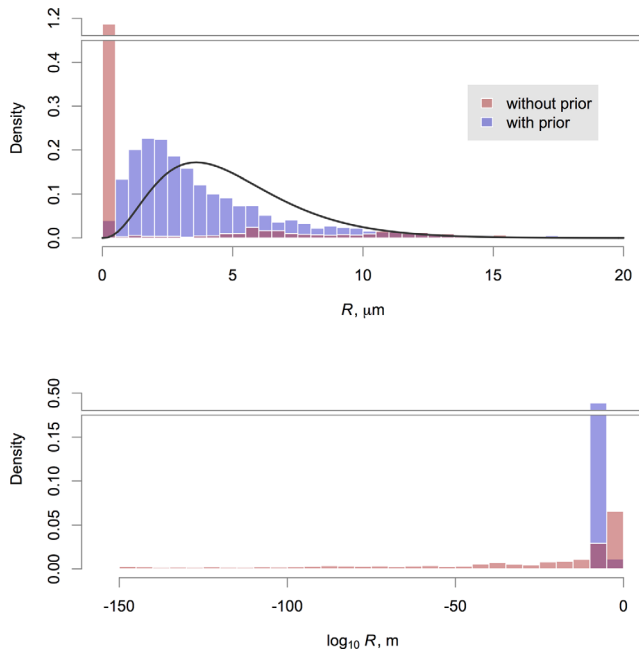 1.2
0.4
0.3
0.2
0.1
0.0
Density
without prior
with prior
0 5 10 15 20
R, μm
0.50
0.15
0.10
0.05
0.00
Density
-150 -100 -50 0
log₁₀ R, m